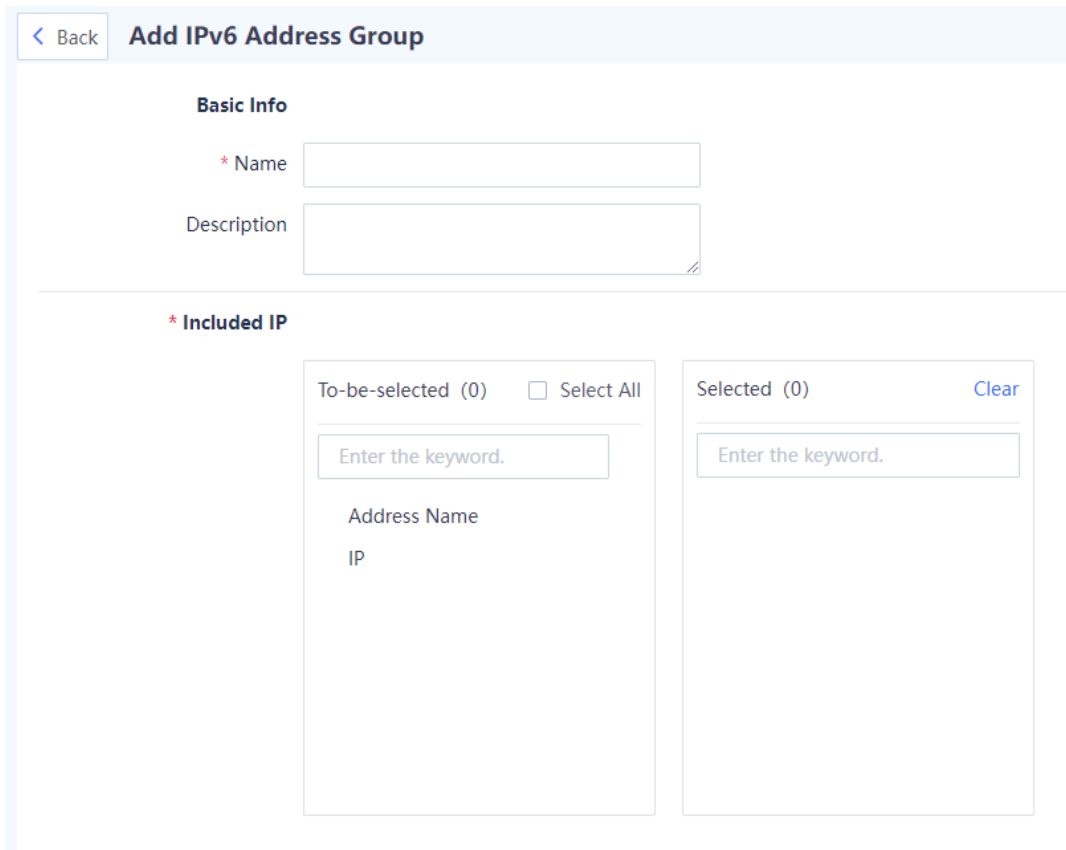 Back Add IPv6 Address Group
Basic Info
* Name
Description
* Included IP
To-be-selected (0) Select All
Selected (0) Clear
Enter the keyword.
Enter the keyword.
Address Name
IP